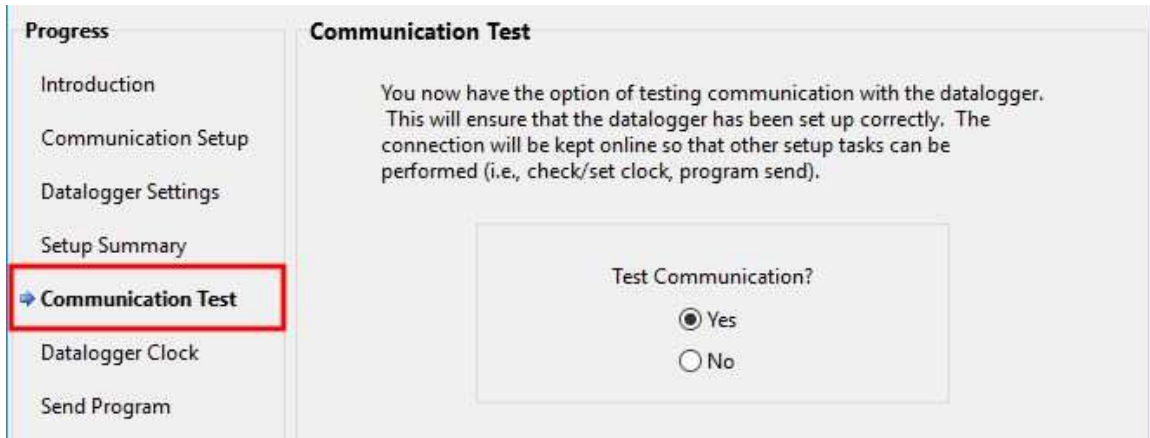 Progress
Introduction
Communication Setup
Datalogger Settings
Setup Summary
Communication Test
Datalogger Clock
Send Program
Communication Test
You now have the option of testing communication with the datalogger.
This will ensure that the datalogger has been set up correctly.  The
connection will be kept online so that other setup tasks can be
performed (i.e., check/set clock, program send).
Test Communication?
Yes
No